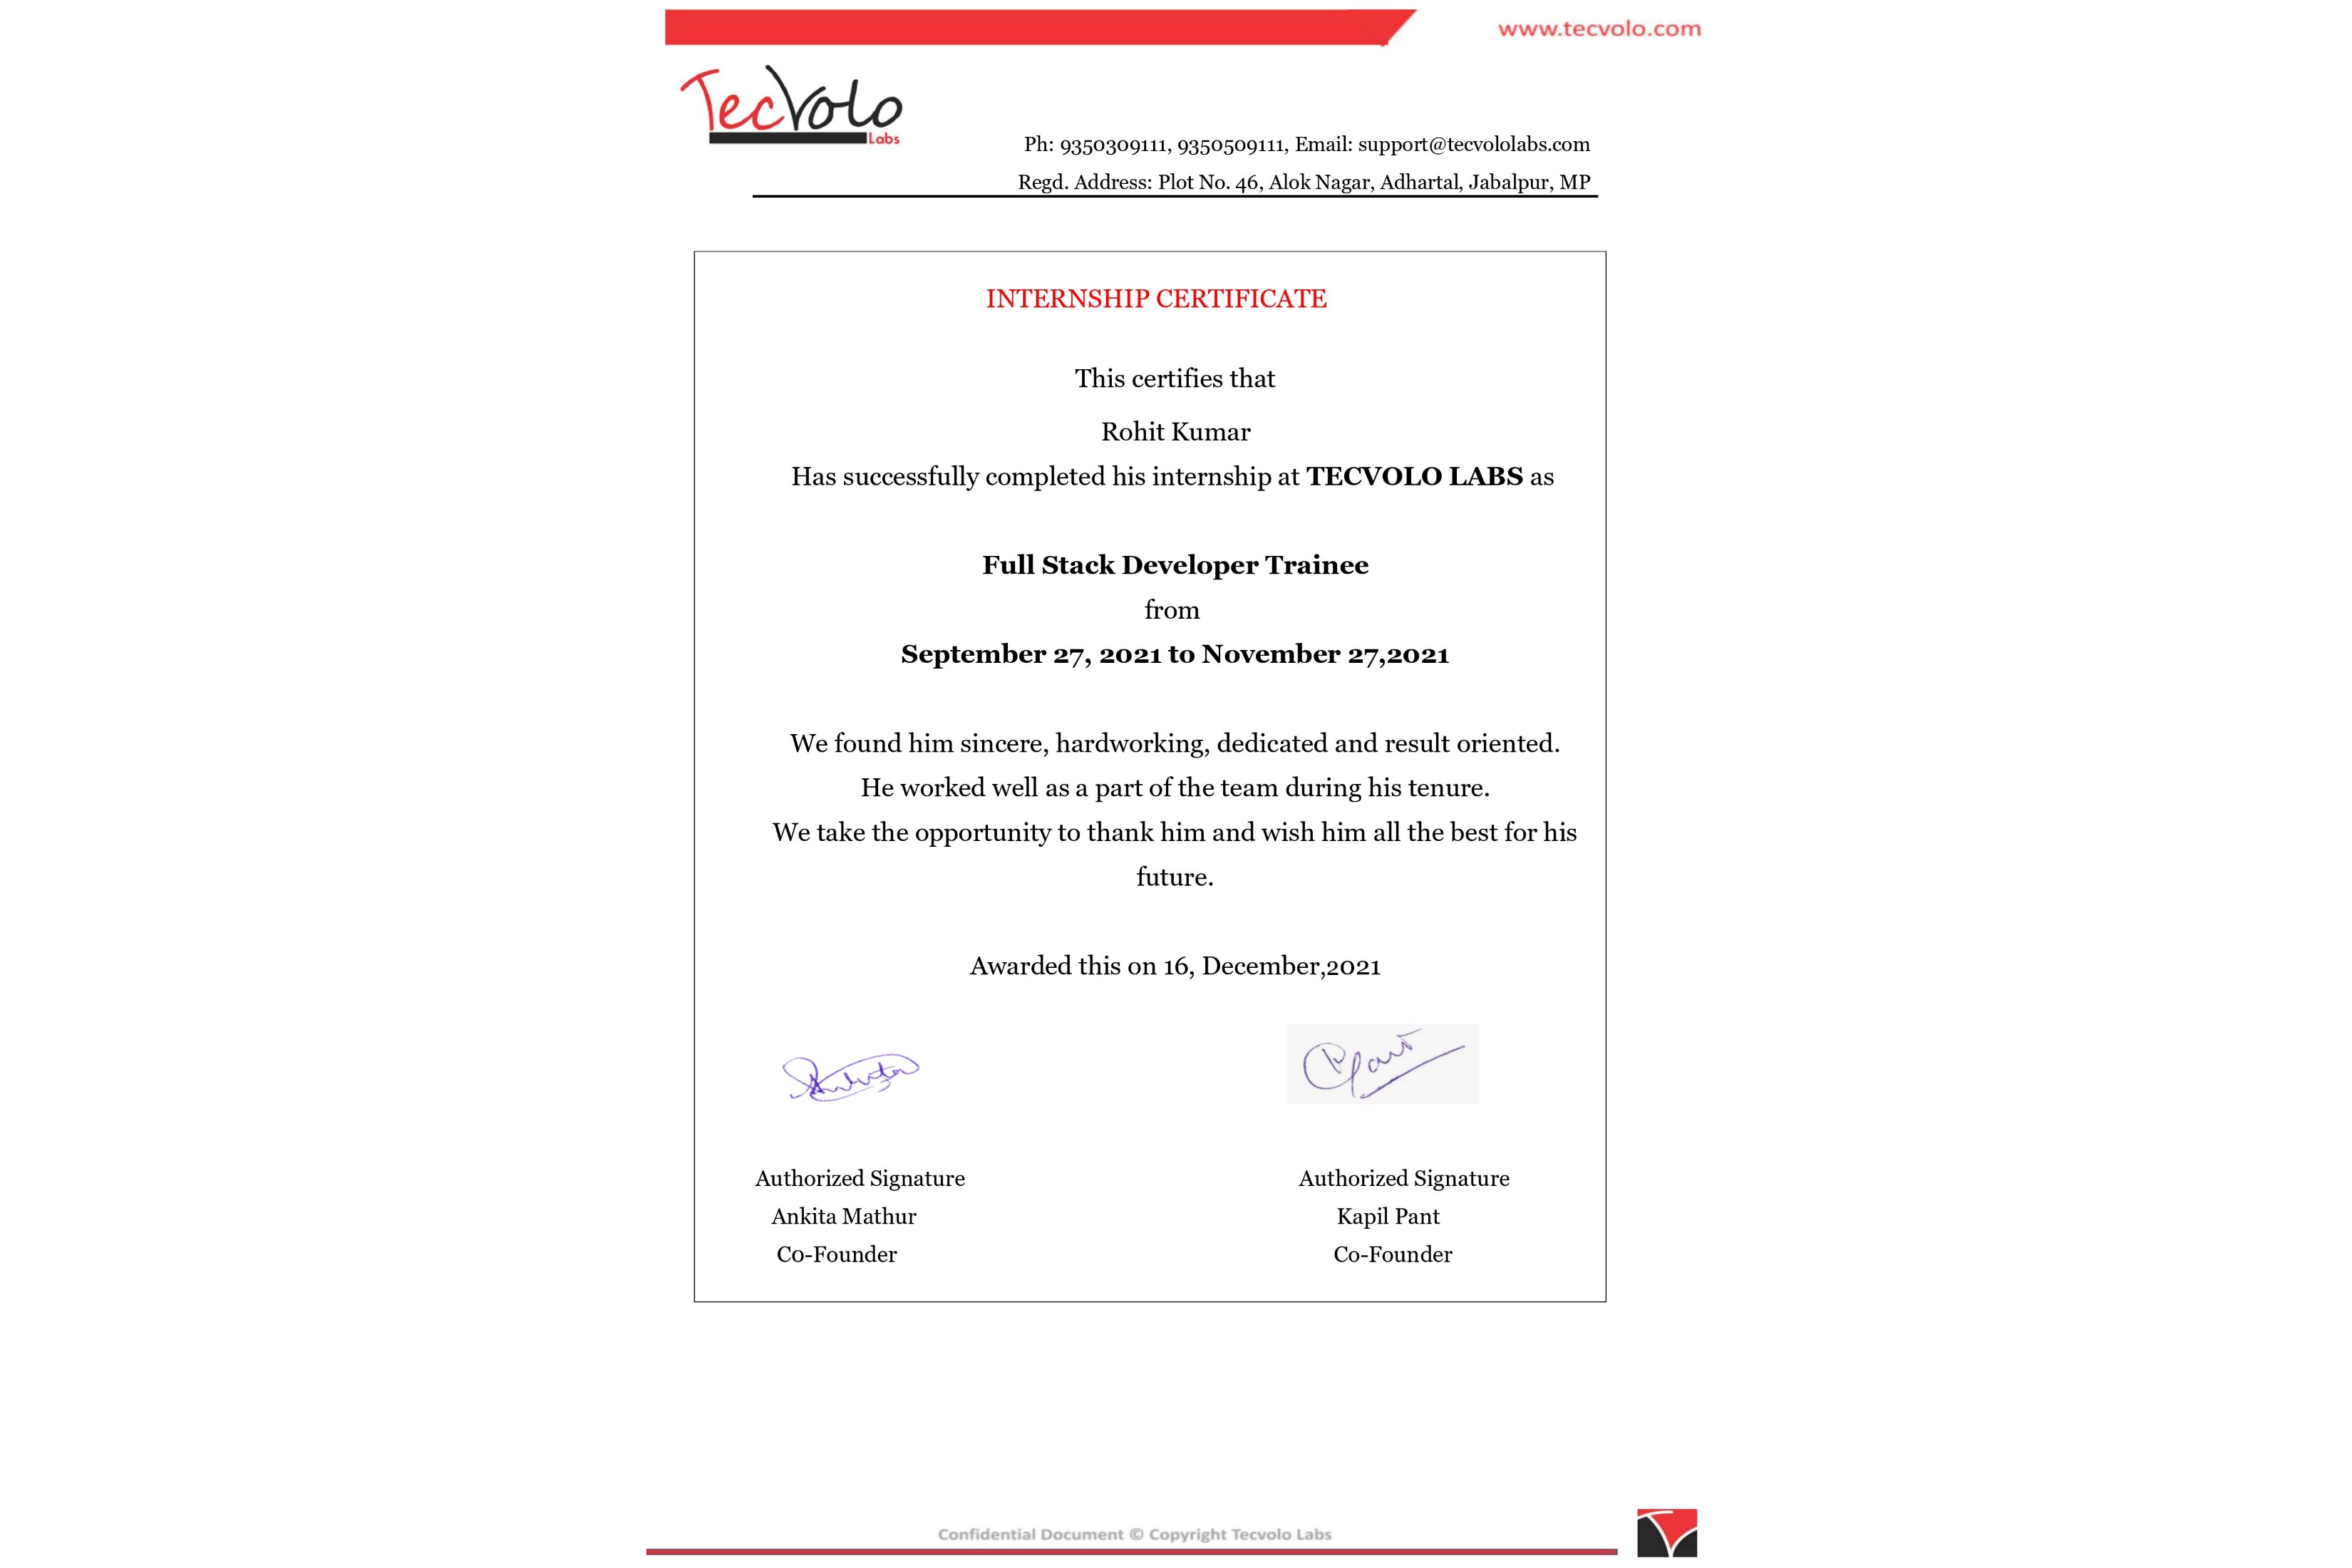 www.tecvolo.com
TecVolo
Labs
Ph: 9350309111, 9350509111, Email: support@tecvololabs.com
Regd. Address: Plot No. 46, Alok Nagar, Adhartal, Jabalpur, MP
INTERNSHIP CERTIFICATE
This certifies that
Rohit Kumar
Has successfully completed his internship at TECVOLO LABS as
Full Stack Developer Trainee
from
September 27, 2021 to November 27,2021
We found him sincere, hardworking, dedicated and result oriented.
He worked well as a part of the team during his tenure.
We take the opportunity to thank him and wish him all the best for his
future.
Awarded this on 16, December,2021
Authorized Signature
Authorized Signature
Ankita Mathur
Kapil Pant
Co-Founder
Co-Founder
Confidential Document © Copyright Tecvolo Labs